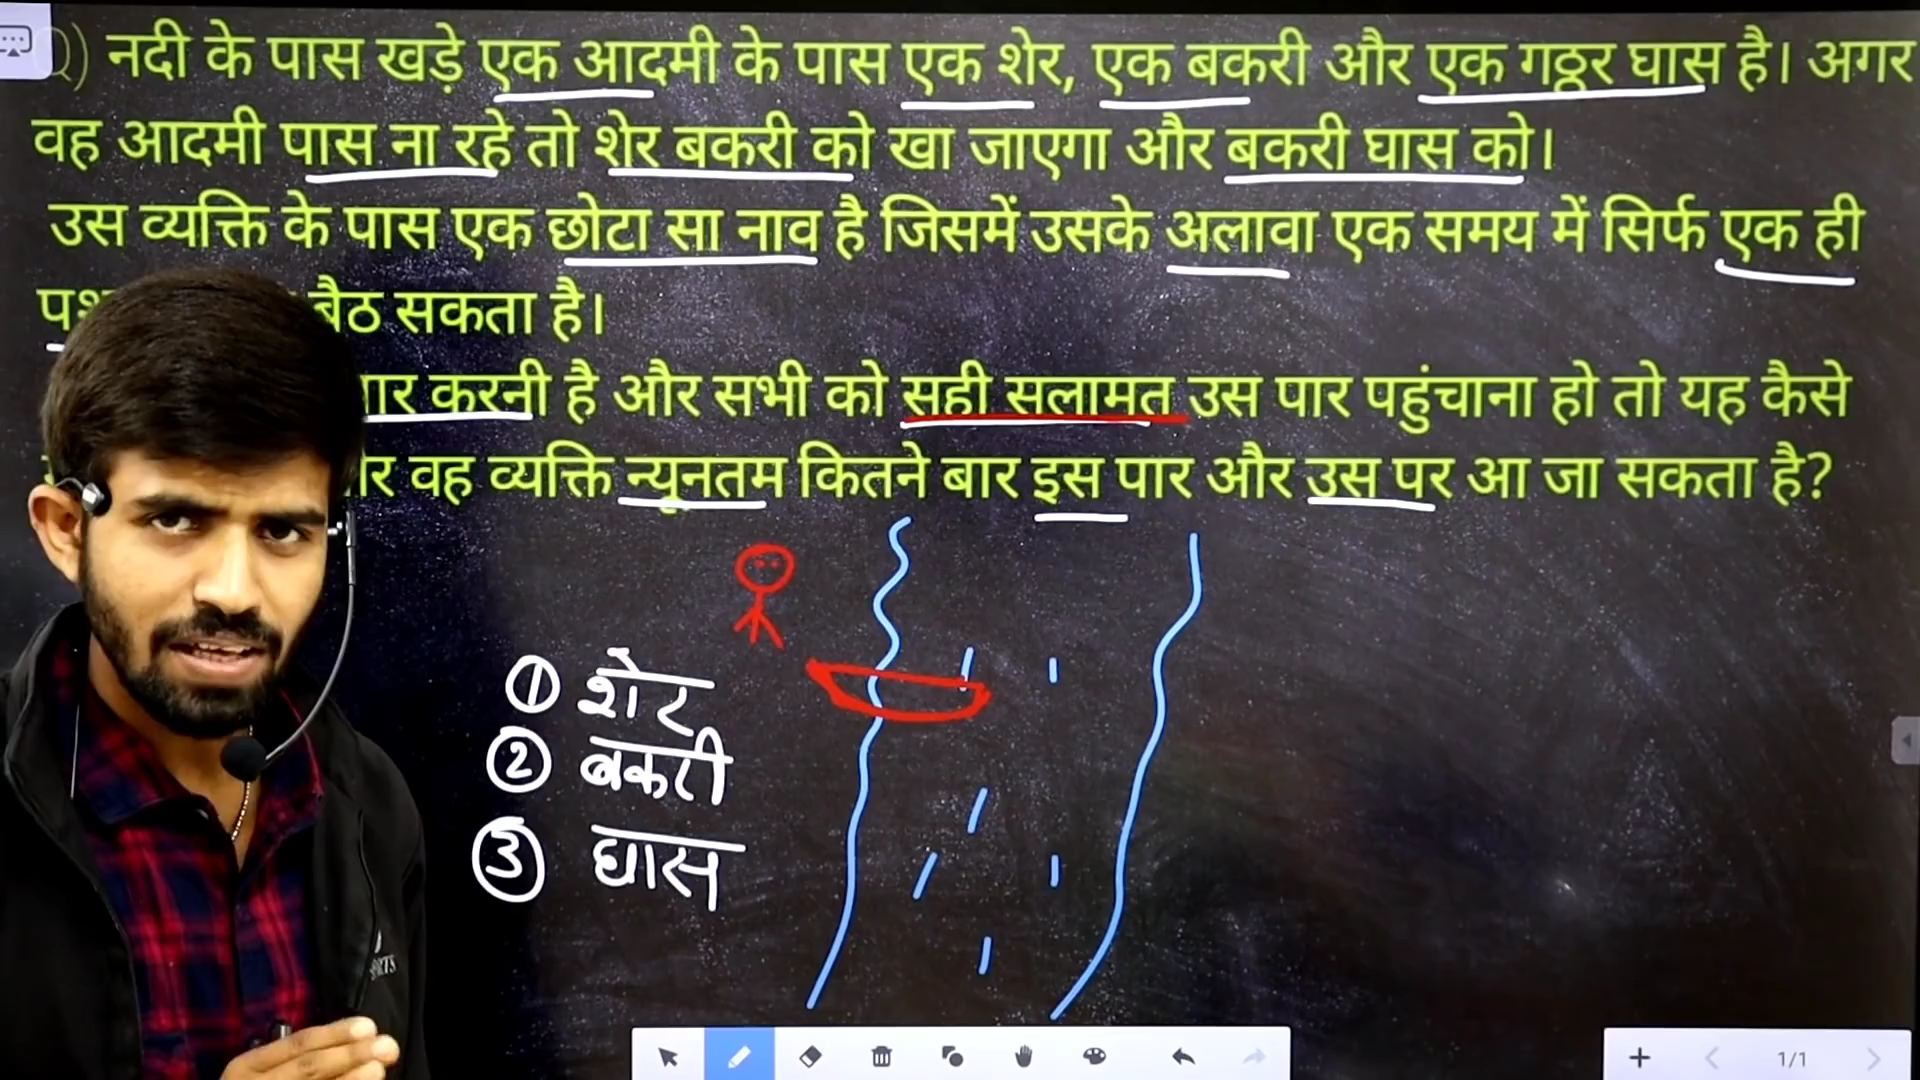 Q) नदी के पास खड़े एक आदमी के पास एक शेर, एक बकरी और एक गठ्ठर घास है। अगर
वह आदमी पास ना रहे तो शेर बकरी को खा जाएगा और बकरी घास को।
उस व्यक्ति के पास एक छोटा सा नाव है जिसमें उसके अलावा एक समय में सिर्फ एक ही
बैठ सकता है।
करनी है और सभी को सही सलामत उस पार पहुंचाना हो तो यह कैसे
वह व्यक्ति न्यूनतम कितने बार इस पार और उस पर आ जा सकता है?
① शेर
② बकरी
③ घास
1/1